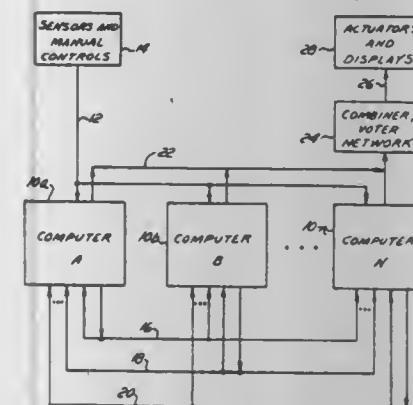 SENSORS AND
MANUAL
CONTROLS
14
12
ACTUATORS
AND
DISPLAYS
28
26
COMBINER/
VOTER
NETWORK
24
22
10a
COMPUTER
A
10b
COMPUTER
B
10n
COMPUTER
N
16
18
20